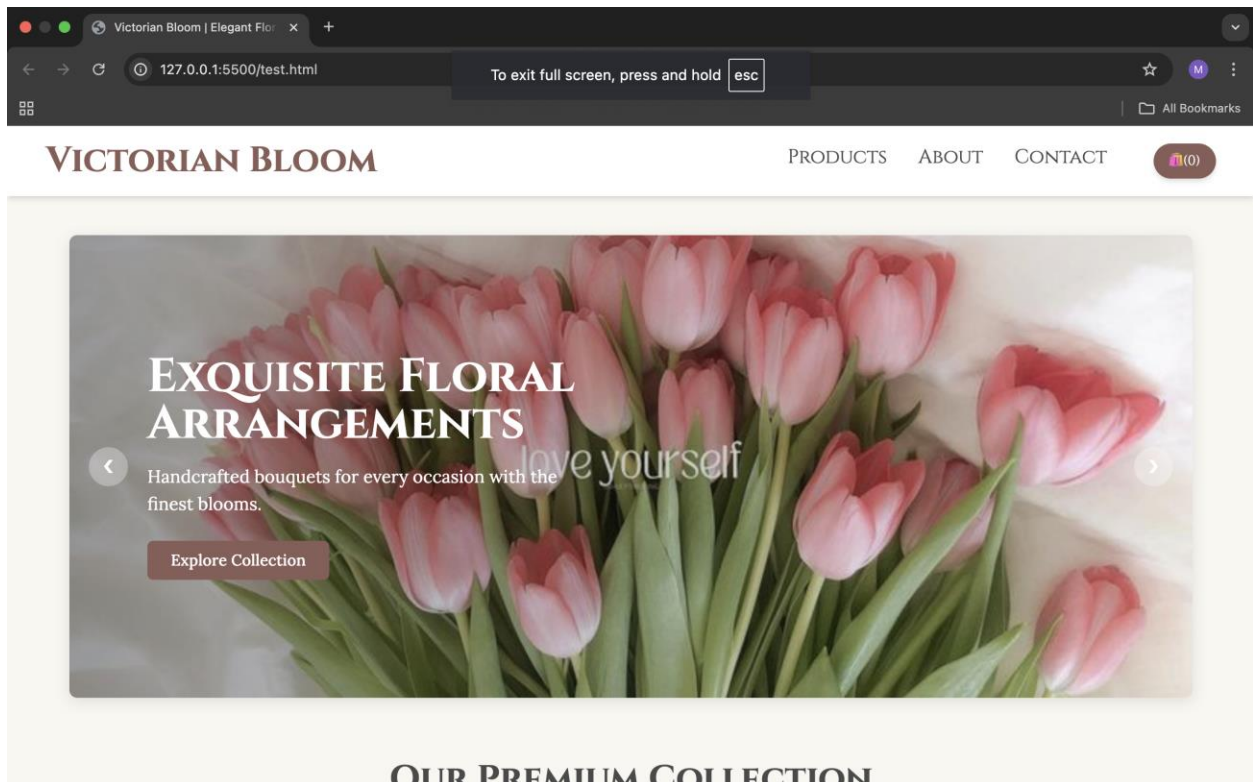 Victorian Bloom | Elegant Flor
127.0.0.1:5500/test.html
To exit full screen, press and hold esc
M
All Bookmarks
VICTORIAN BLOOM
PRODUCTS ABOUT CONTACT
(0)
EXQUISITE FLORAL
ARRANGEMENTS
love yourself
Handcrafted bouquets for every occasion with the
finest blooms.
Explore Collection
OUR PREMIUM COLLECTION